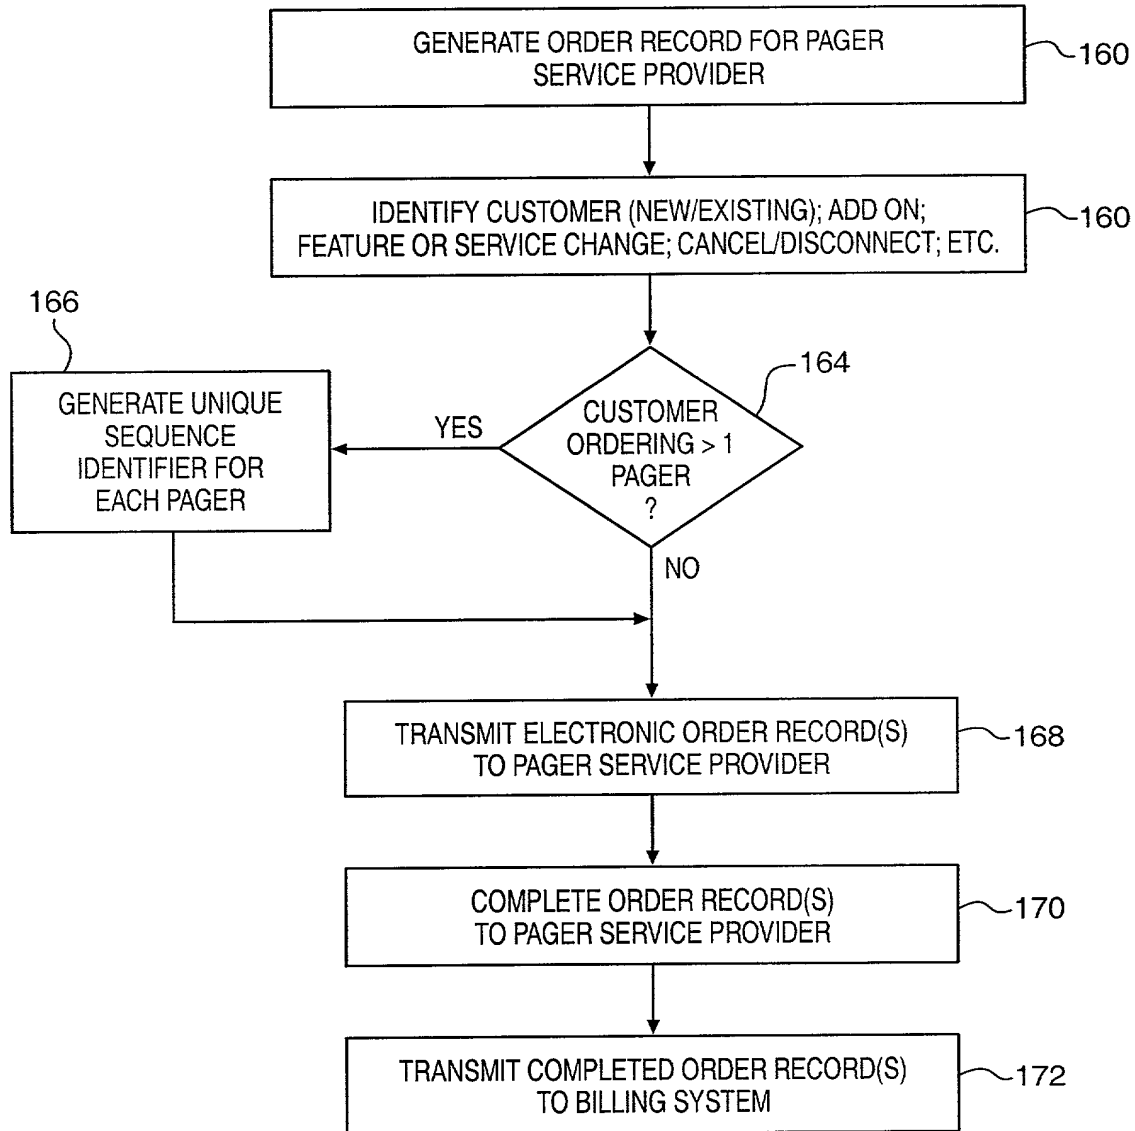 GENERATE ORDER RECORD FOR PAGER
SERVICE PROVIDER
160
IDENTIFY CUSTOMER (NEW/EXISTING); ADD ON;
FEATURE OR SERVICE CHANGE; CANCEL/DISCONNECT; ETC.
160
166
GENERATE UNIQUE
SEQUENCE
IDENTIFIER FOR
EACH PAGER
YES
164
CUSTOMER
ORDERING > 1
PAGER
?
NO
TRANSMIT ELECTRONIC ORDER RECORD(S)
TO PAGER SERVICE PROVIDER
168
COMPLETE ORDER RECORD(S)
TO PAGER SERVICE PROVIDER
170
TRANSMIT COMPLETED ORDER RECORD(S)
TO BILLING SYSTEM
172